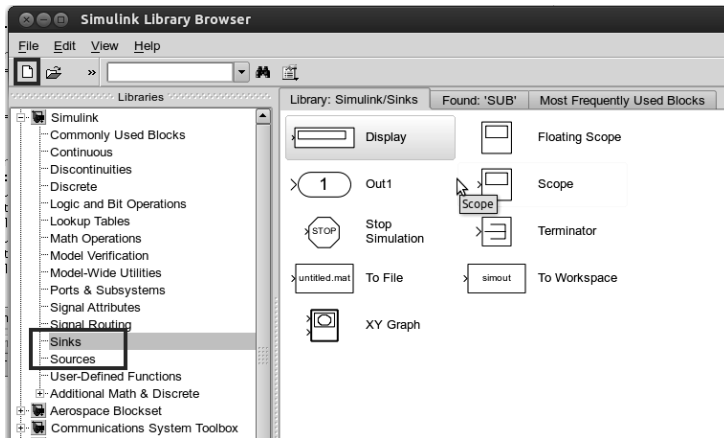 Simulink Library Browser
File Edit View Help
»
Libraries
Simulink
Commonly Used Blocks
Continuous
Discontinuities
Discrete
Logic and Bit Operations
Lookup Tables
Math Operations
Model Verification
Model-Wide Utilities
Ports & Subsystems
Signal Attributes
Signal Routing
Sinks
Sources
User-Defined Functions
Additional Math & Discrete
Aerospace Blockset
Communications System Toolbox
Library: Simulink/Sinks Found: 'SUB' Most Frequently Used Blocks
Display Floating Scope
1 Out1 Scope
Scope
STOP Stop
Simulation Terminator
untitled.mat To File simout To Workspace
XY Graph